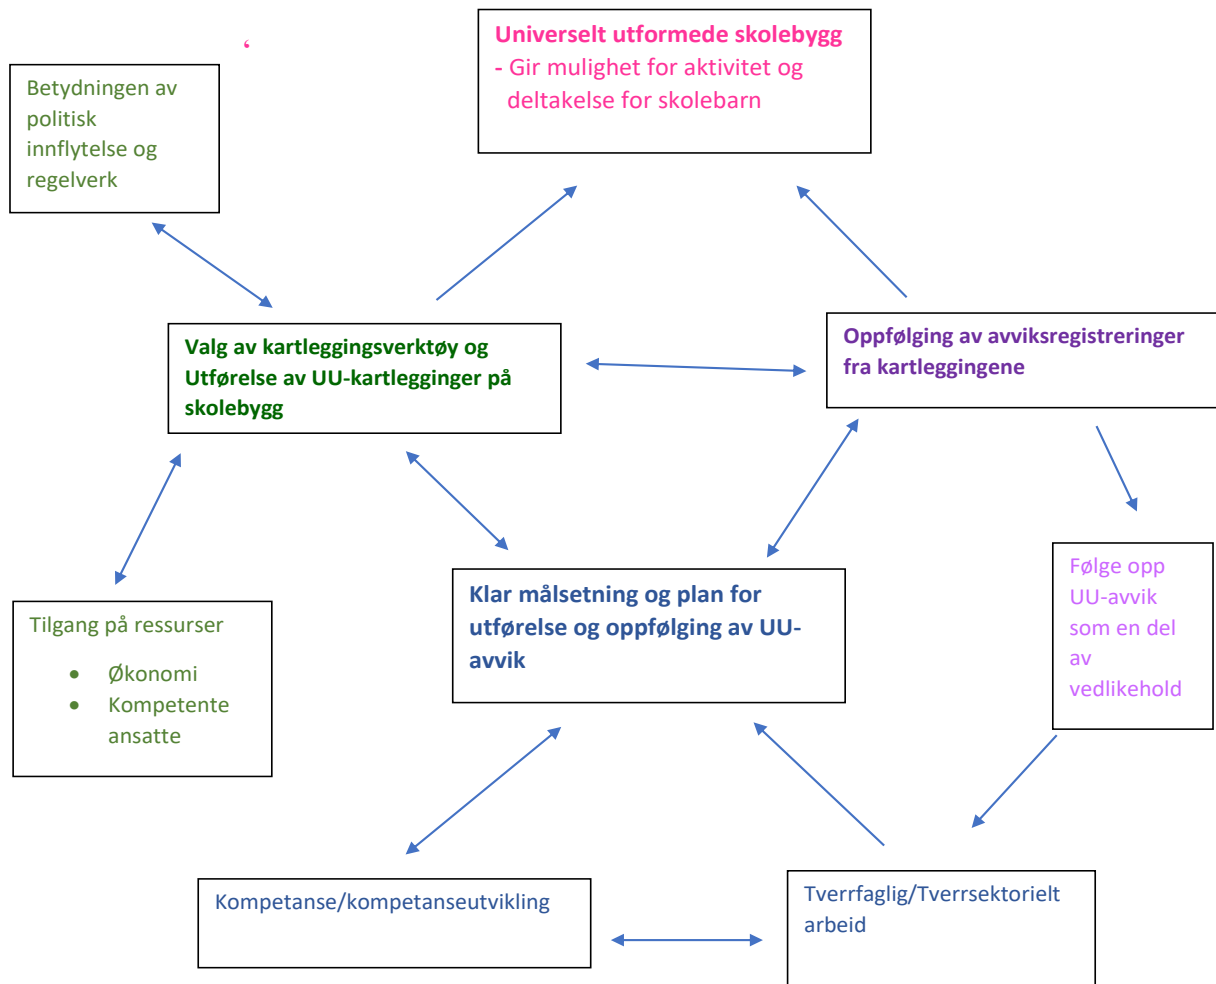 ‘
Universelt utformede skolebygg
- Gir mulighet for aktivitet og
deltakelse for skolebarn
Betydningen av
politisk
innflytelse og
regelverk
Valg av kartleggingsverktøy og
Utførelse av UU-kartlegginger på
skolebygg
Oppfølging av avviksregistreringer
fra kartleggingene
Klar målsetning og plan for
utførelse og oppfølging av UU-
avvik
Følge opp
UU-avvik
som en del
av
vedlikehold
Tilgang på ressurser
• Økonomi
• Kompetente
ansatte
Kompetanse/kompetanseutvikling
Tverrfaglig/Tverrsektorielt
arbeid